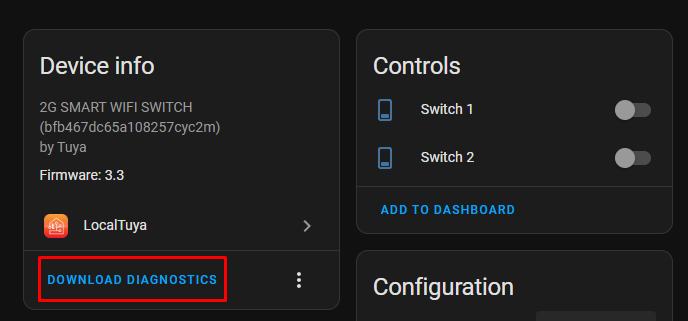 Device info
2G SMART WIFI SWITCH
(bfb467dc65a108257cyc2m)
by Tuya
Firmware: 3.3
LocalTuya
DOWNLOAD DIAGNOSTICS
Controls
Switch 1
Switch 2
ADD TO DASHBOARD
Configuration